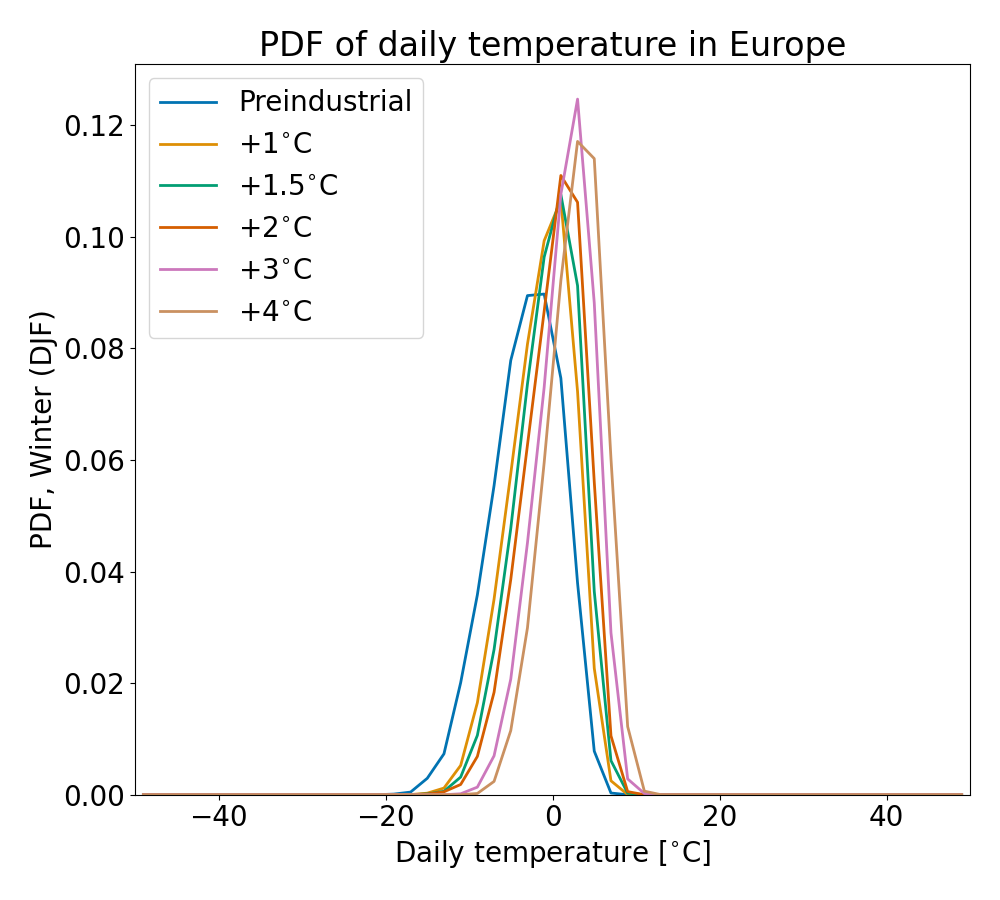 PDF of daily temperature in Europe
Preindustrial
+1°C
+1.5°C
+2°C
+3°C
+4°C
PDF, Winter (DJF)
0.12
0.10
0.08
0.06
0.04
0.02
0.00
−40
−20
0
20
40
Daily temperature [°C]